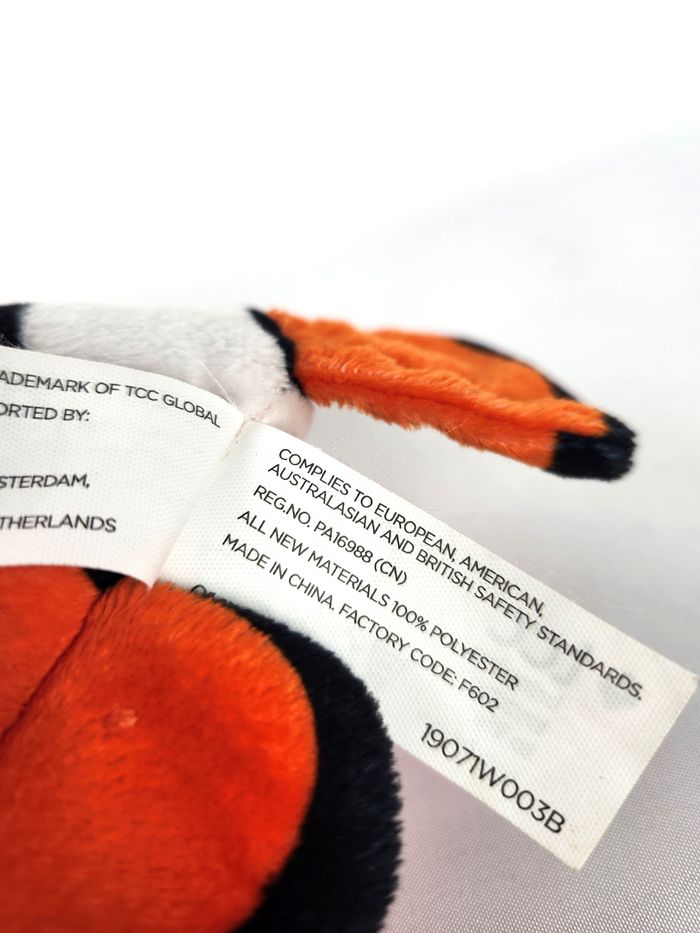 ADEMARK OF TCC GLOBAL
ORTED BY:
STERDAM,
THERLANDS
COMPLIES TO EUROPEAN, AMERICAN,
AUSTRALASIAN AND BRITISH SAFETY STANDARDS.
REG.NO. PA16988 (CN)
ALL NEW MATERIALS 100% POLYESTER
MADE IN CHINA. FACTORY CODE: F602
19071W003B